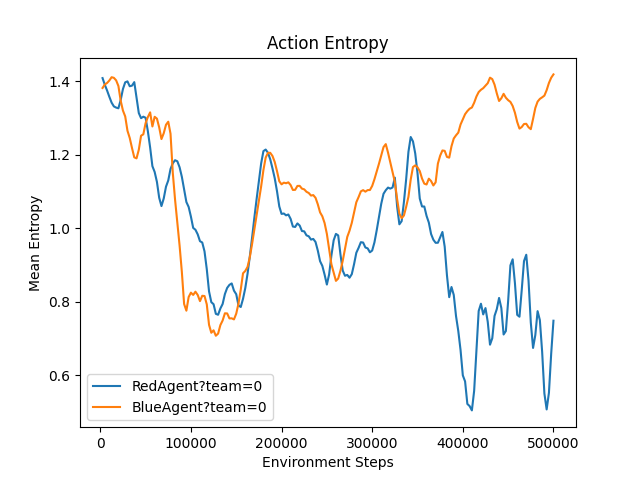 Action Entropy
Mean Entropy
1.4
1.2
1.0
0.8
0.6
RedAgent?team=0
BlueAgent?team=0
0 100000 200000 300000 400000 500000
Environment Steps